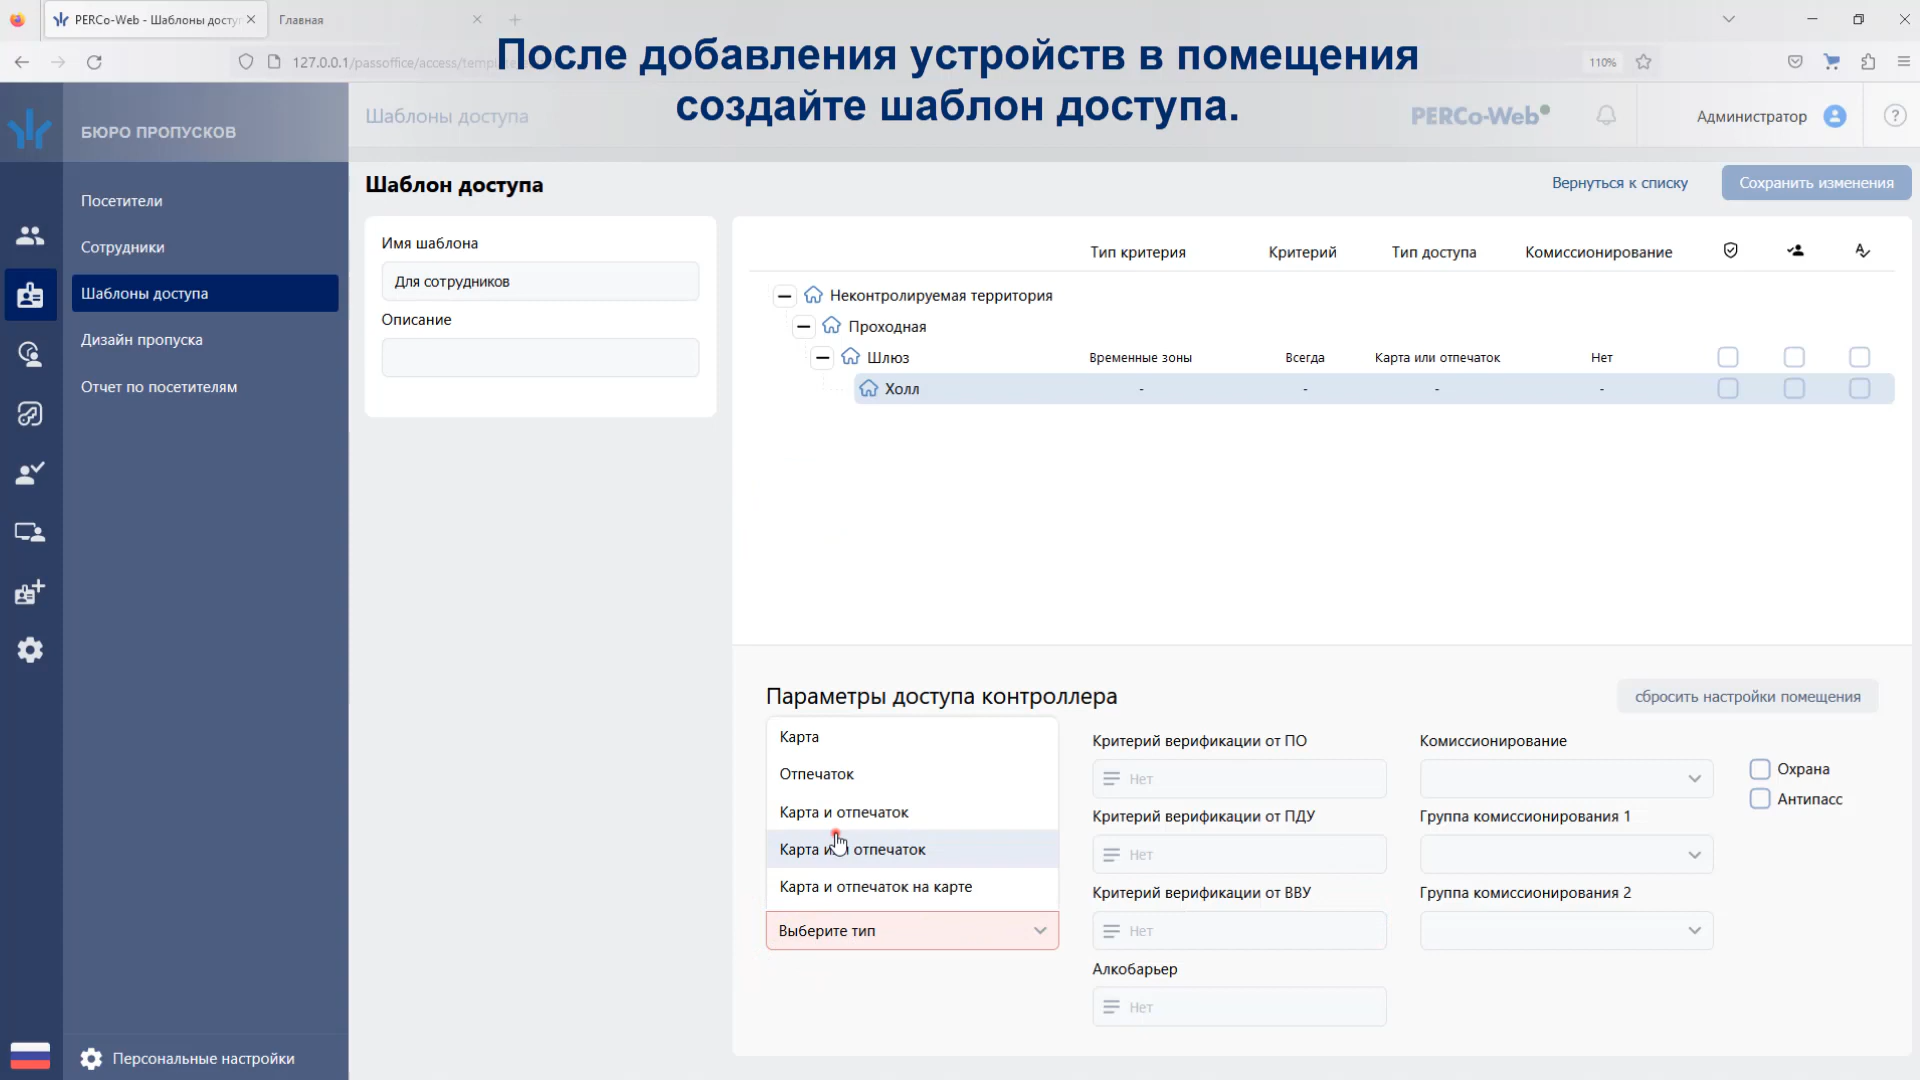 PERCo-Web - Шаблоны досту
Главная
127.0.0.1/passoffice/access/templ
После добавления устройств в помещения
создайте шаблон доступа.
110%
БЮРО ПРОПУСКОВ
Шаблоны доступа
PERCo-Web
Администратор
Посетители
Сотрудники
Шаблоны доступа
Дизайн пропуска
Отчет по посетителям
Персональные настройки
Шаблон доступа
Вернуться к списку
Сохранить изменения
Имя шаблона
Для сотрудников
Описание
Тип критерия Критерий Тип доступа Комиссионирование
Неконтролируемая территория
Проходная
Шлюз Временные зоны Всегда Карта или отпечаток Нет
Холл - - - -
Параметры доступа контроллера
сбросить настройки помещения
Карта
Отпечаток
Карта и отпечаток
Карта или отпечаток
Карта и отпечаток на карте
Выберите тип
Критерий верификации от ПО
Нет
Критерий верификации от ПДУ
Нет
Критерий верификации от ВВУ
Нет
Алкобарьер
Нет
Комиссионирование
Группа комиссионирования 1
Группа комиссионирования 2
Охрана
Антипасс